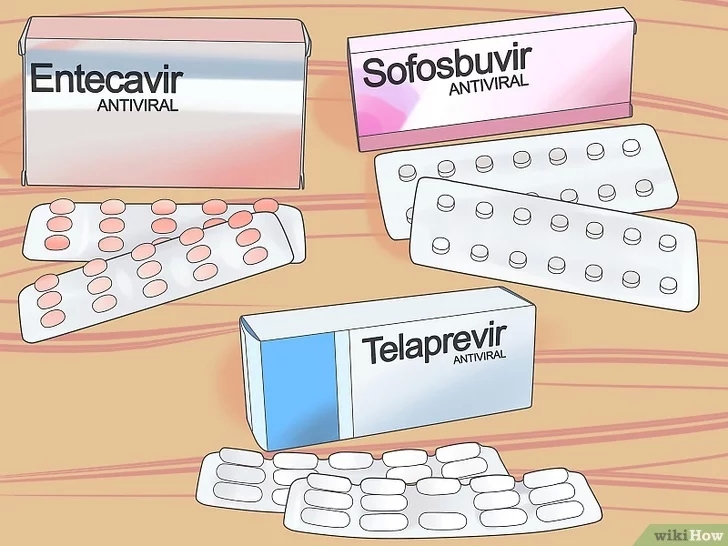 Entecavir
ANTIVIRAL
Sofosbuvir
ANTIVIRAL
Telaprevir
ANTIVIRAL
wikiHow